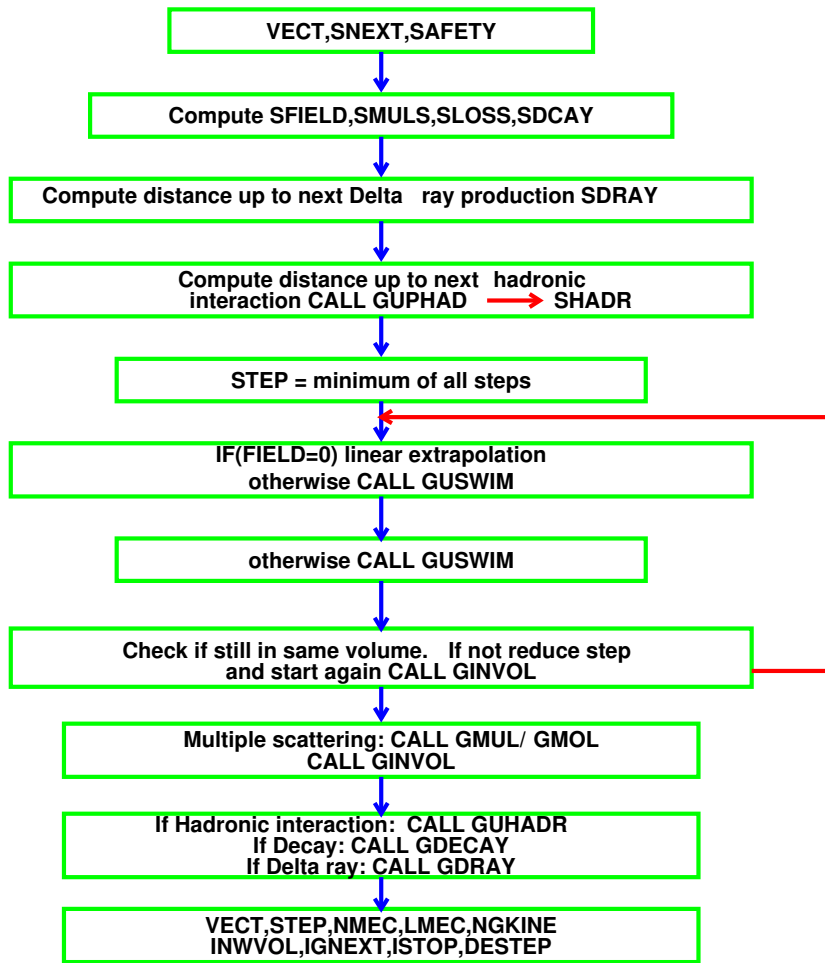 VECT,SNEXT,SAFETY
Compute SFIELD,SMULS,SLOSS,SDCAY
Compute distance up to next Delta ray production SDRAY
Compute distance up to next hadronic
interaction CALL GUPHAD SHADR
STEP = minimum of all steps
IF(FIELD=0) linear extrapolation
otherwise CALL GUSWIM
otherwise CALL GUSWIM
Check if still in same volume. If not reduce step
and start again CALL GINVOL
Multiple scattering: CALL GMUL/ GMOL
CALL GINVOL
If Hadronic interaction: CALL GUHADR
If Decay: CALL GDECAY
If Delta ray: CALL GDRAY
VECT,STEP,NMEC,LMEC,NGKINE
INWVOL,IGNEXT,ISTOP,DESTEP